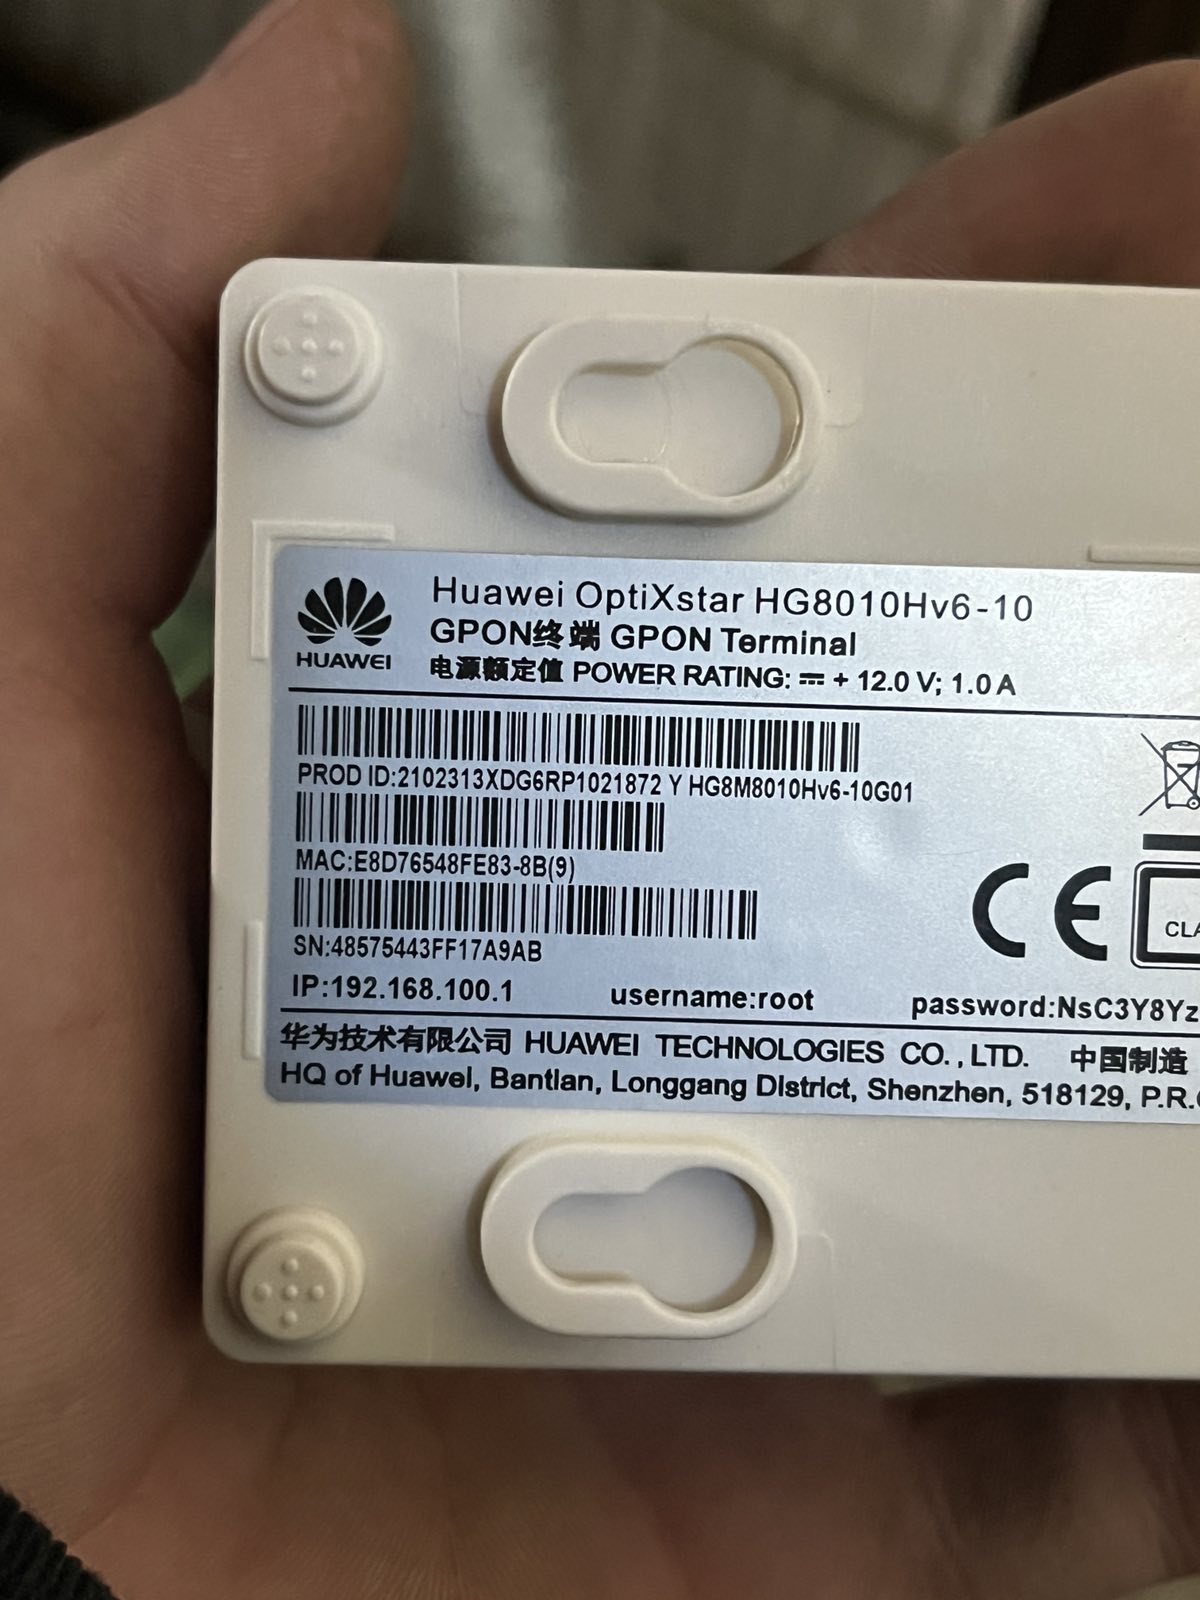 HUAWEI
Huawei OptiXstar HG8010Hv6-10
GPON终端 GPON Terminal
电源额定值 POWER RATING: ⎓ + 12.0 V; 1.0 A
PROD ID:2102313XDG6RP1021872 Y HG8M8010Hv6-10G01
MAC:E8D76548FE83-8B(9)
SN:48575443FF17A9AB
CE
IP:192.168.100.1 username:root password:NsC3Y8Yz
华为技术有限公司 HUAWEI TECHNOLOGIES CO.,LTD. 中国制造
HQ of Huawei, Bantian, Longgang District, Shenzhen, 518129, P.R.